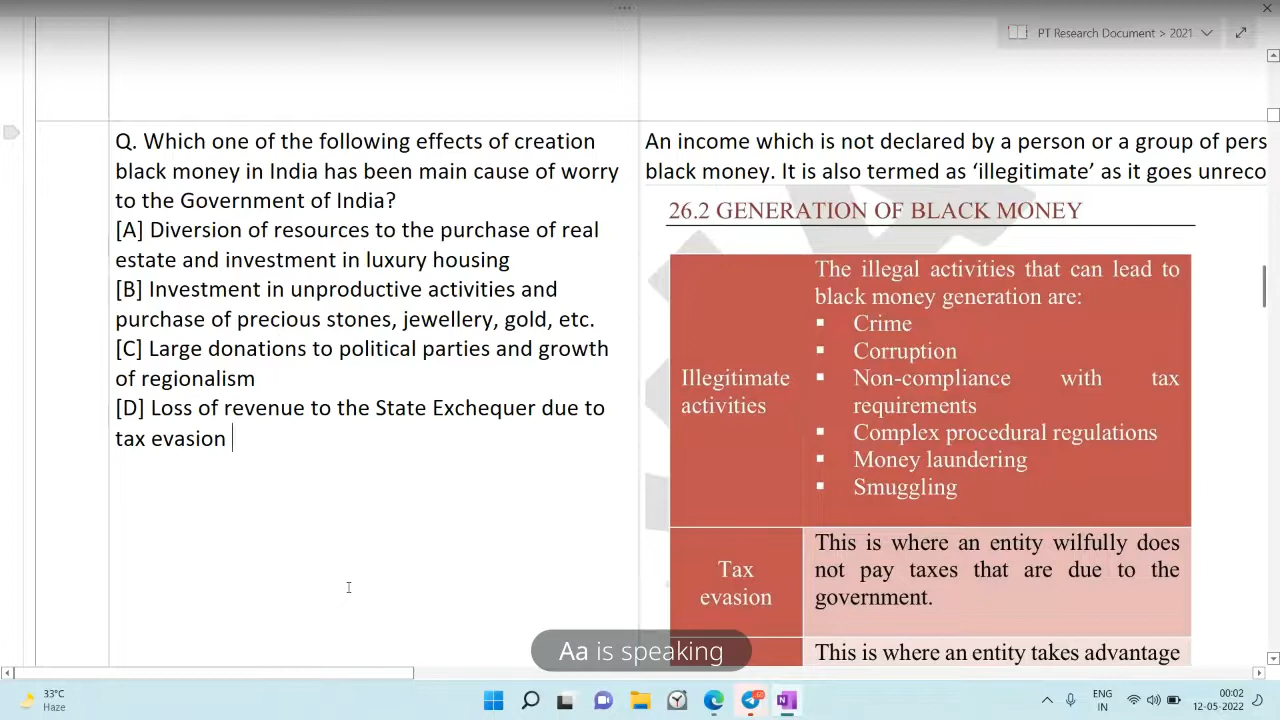 PT Research Document > 2021
Q. Which one of the following effects of creation
black money in India has been main cause of worry
to the Government of India?
[A] Diversion of resources to the purchase of real
estate and investment in luxury housing
[B] Investment in unproductive activities and
purchase of precious stones, jewellery, gold, etc.
[C] Large donations to political parties and growth
of regionalism
[D] Loss of revenue to the State Exchequer due to
tax evasion
An income which is not declared by a person or a group of pers
black money. It is also termed as ‘illegitimate’ as it goes unreco
26.2 GENERATION OF BLACK MONEY
Illegitimate
activities
The illegal activities that can lead to
black money generation are:
▪ Crime
▪ Corruption
▪ Non-compliance with tax
requirements
▪ Complex procedural regulations
▪ Money laundering
▪ Smuggling
Tax
evasion
This is where an entity wilfully does
not pay taxes that are due to the
government.
This is where an entity takes advantage
Aa is speaking
33°C
Haze
ENG
IN
00:02
12-05-2022